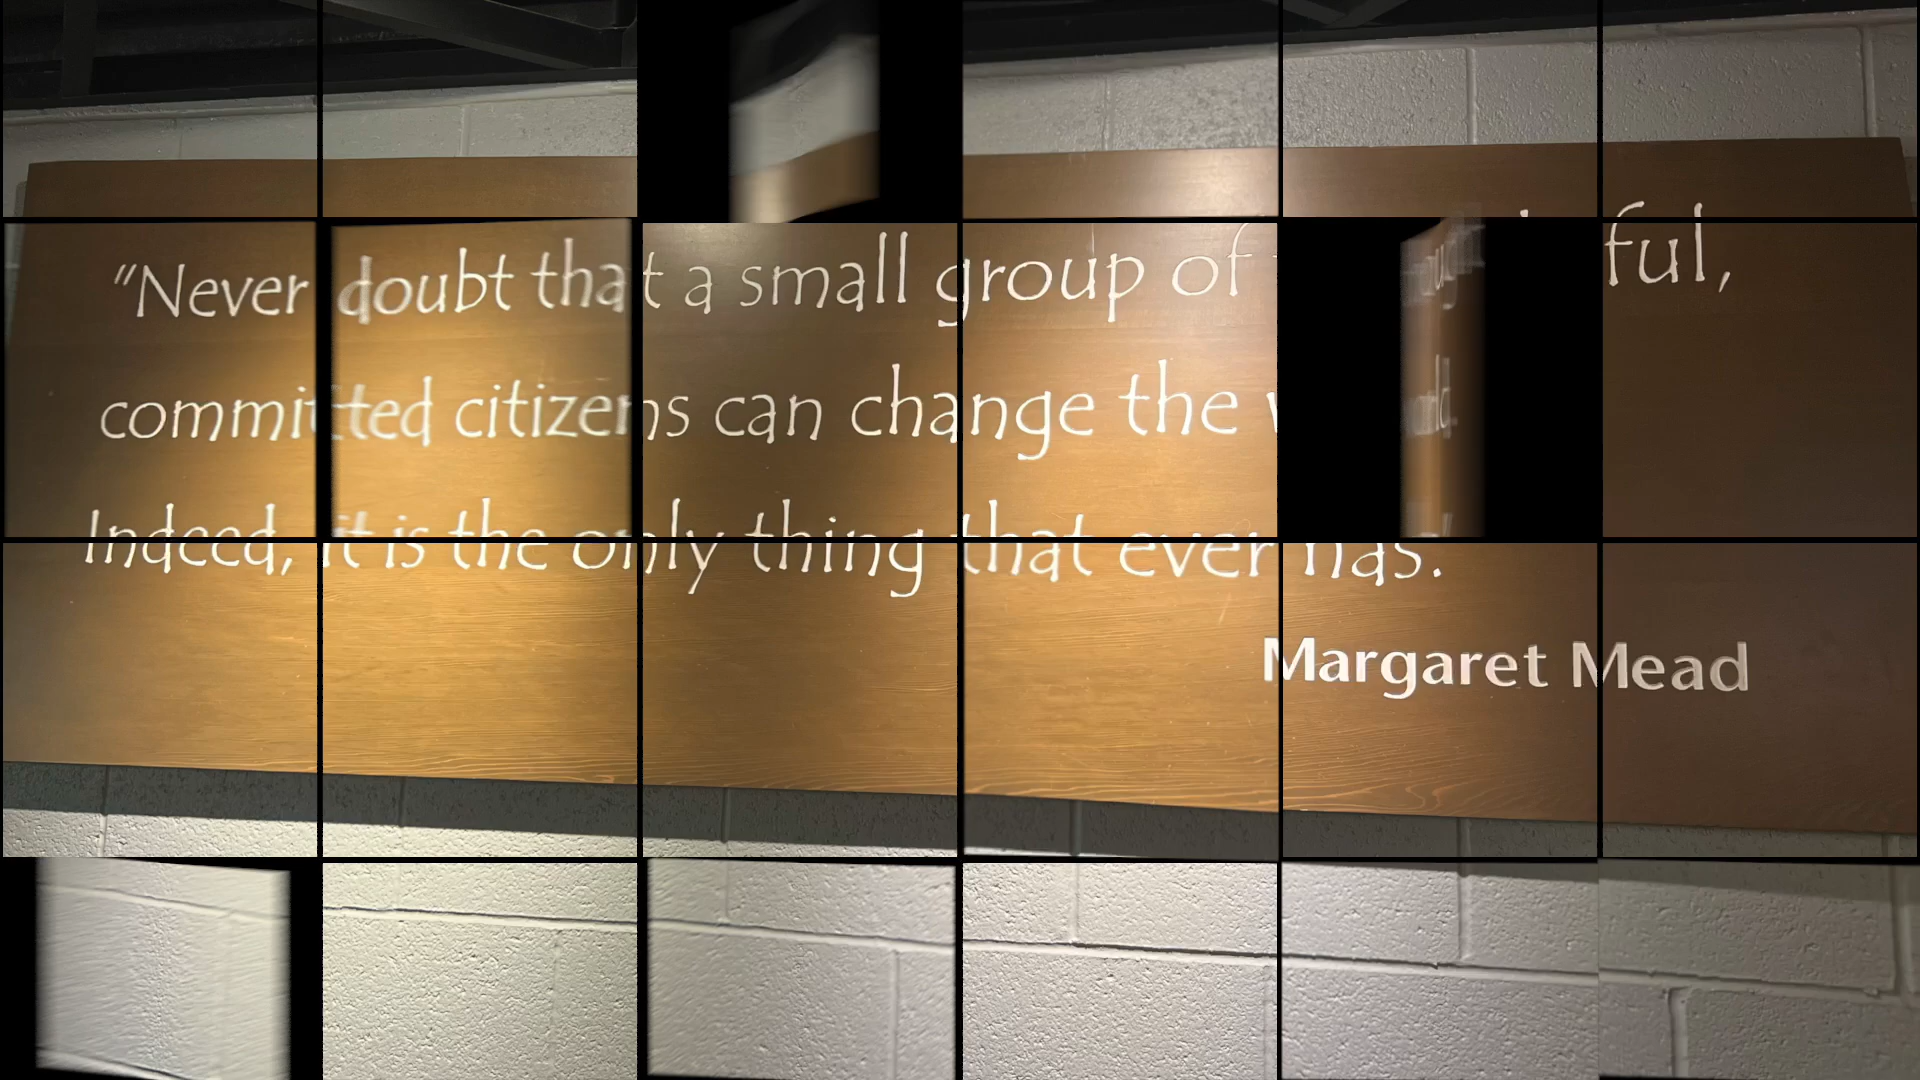 “Never doubt that a small group of ful,
committed citizens can change the
Indeed, it is the only thing that ever has.
Margaret Mead